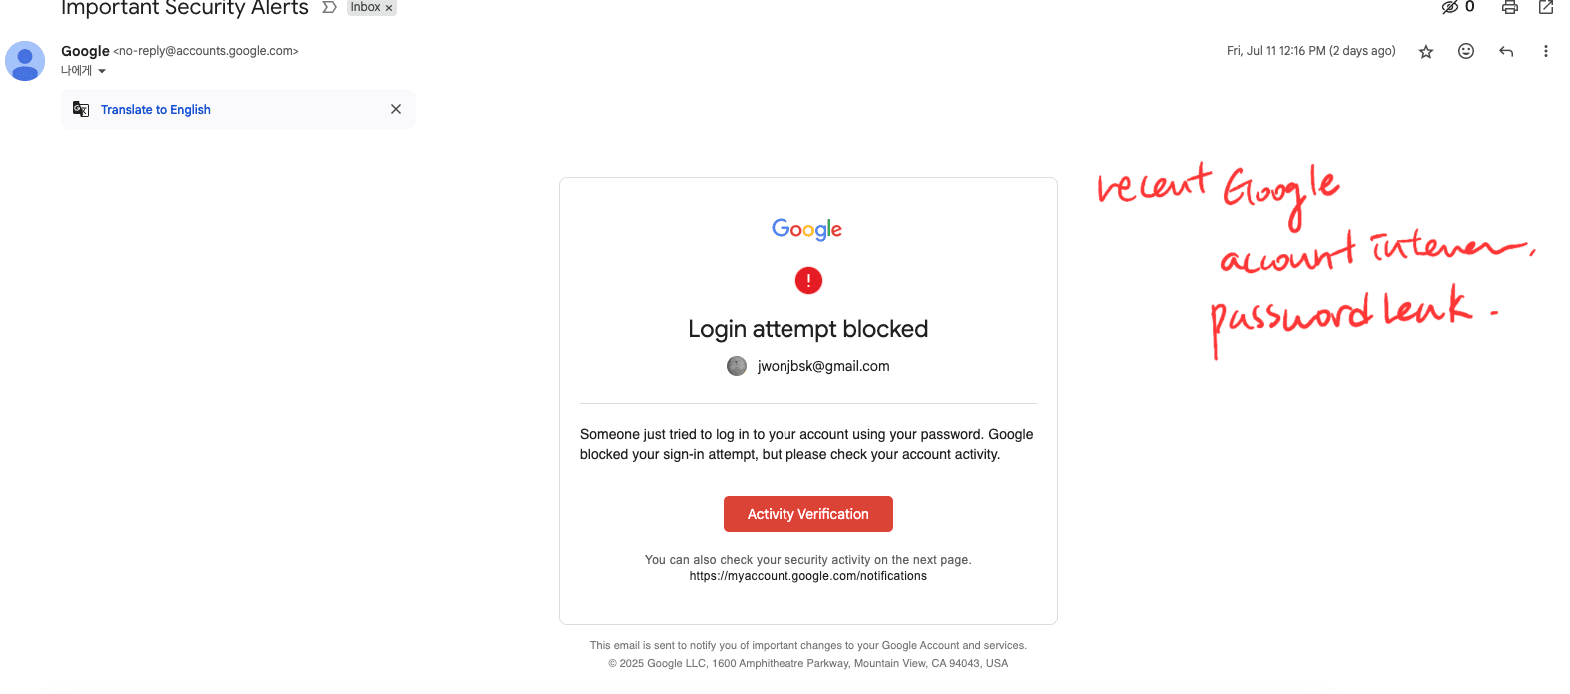 Important Security Alerts Inbox × 0
Google <no-reply@accounts.google.com> Fri, Jul 11 12:16 PM (2 days ago)
나에게
Translate to English
Google
!
Login attempt blocked
jwonjbsk@gmail.com
Someone just tried to log in to your account using your password. Google
blocked your sign-in attempt, but please check your account activity.
Activity Verification
You can also check your security activity on the next page.
https://myaccount.google.com/notifications
This email is sent to notify you of important changes to your Google Account and services.
© 2025 Google LLC, 1600 Amphitheatre Parkway, Mountain View, CA 94043, USA
recent Google
account
password leak.